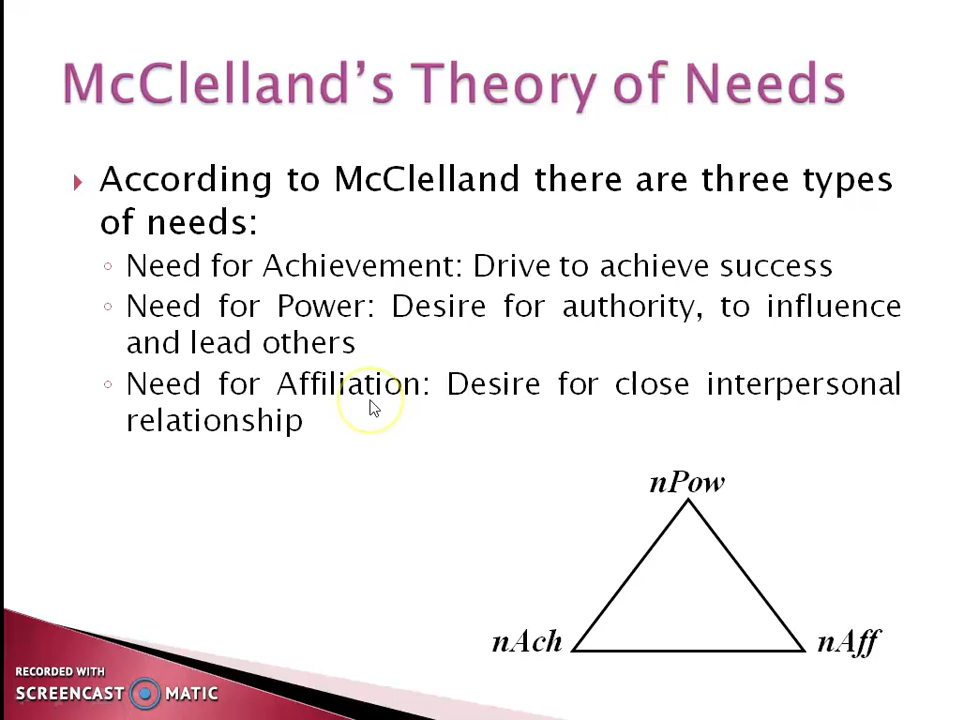 McClelland's Theory of Needs
According to McClelland there are three types
of needs:
Need for Achievement: Drive to achieve success
Need for Power: Desire for authority, to influence
and lead others
Need for Affiliation: Desire for close interpersonal
relationship
nPow
nAch
nAff
RECORDED WITH
SCREENCAST MATIC